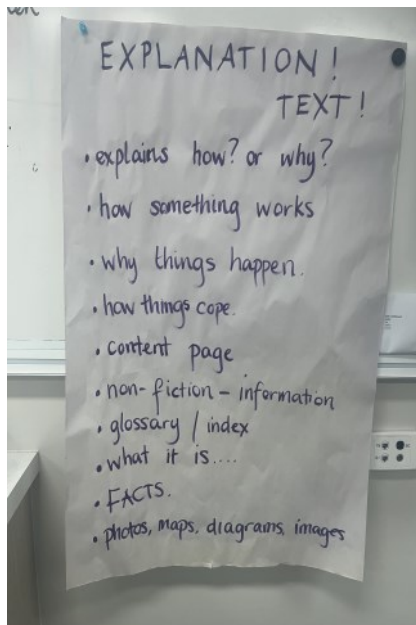 EXPLANATION!
TEXT!
• explains how? or why?
• how something works
• why things happen.
• how things cope.
• content page
• non-fiction - information
• glossary / index
• what it is....
• FACTS.
• photos, maps, diagrams, images